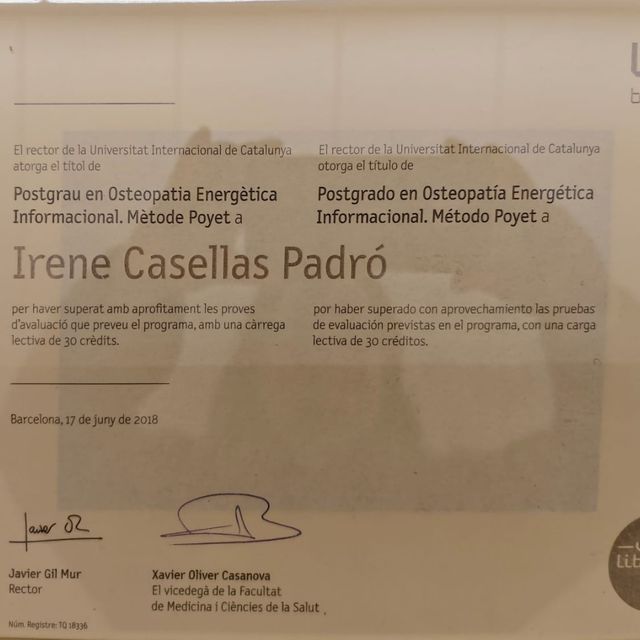 El rector de la Universitat Internacional de Catalunya
atorga el títol de
Postgrau en Osteopatia Energètica
Informacional. Mètode Poyet a
El rector de la Universitat Internacional de Catalunya
otorga el título de
Postgrado en Osteopatía Energética
Informacional. Método Poyet a
Irene Casellas Padró
per haver superat amb aprofitament les proves
d'avaluació que preveu el programa, amb una càrrega
lectiva de 30 crèdits.
por haber superado con aprovechamiento las pruebas
de evaluación previstas en el programa, con una carga
lectiva de 30 créditos.
Barcelona, 17 de juny de 2018
Javier Gil Mur
Rector
Xavier Oliver Casanova
El vicedegà de la Facultat
de Medicina i Ciències de la Salut
Núm. Registre: TQ 18336